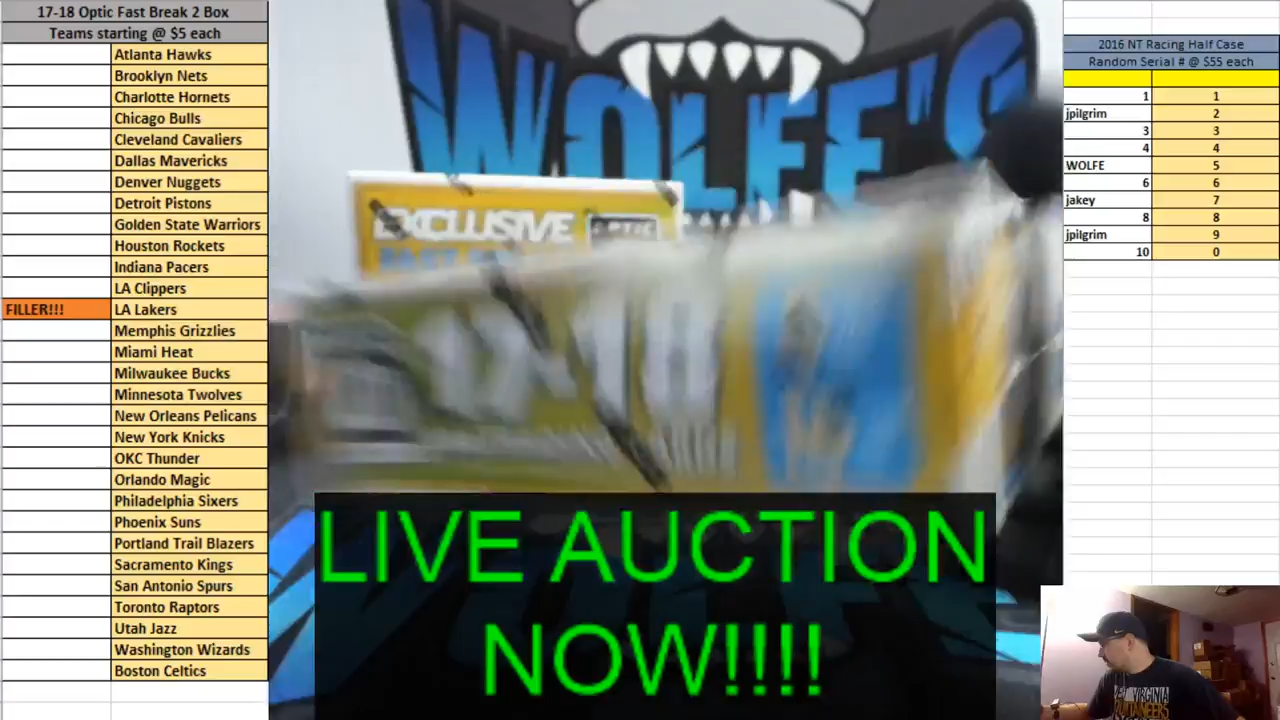 17-18 Optic Fast Break 2 Box
Teams starting @ $5 each
Atlanta Hawks
Brooklyn Nets
Charlotte Hornets
Chicago Bulls
Cleveland Cavaliers
Dallas Mavericks
Denver Nuggets
Detroit Pistons
Golden State Warriors
Houston Rockets
Indiana Pacers
LA Clippers
FILLER!!! LA Lakers
Memphis Grizzlies
Miami Heat
Milwaukee Bucks
Minnesota Twolves
New Orleans Pelicans
New York Knicks
OKC Thunder
Orlando Magic
Philadelphia Sixers
Phoenix Suns
Portland Trail Blazers
Sacramento Kings
San Antonio Spurs
Toronto Raptors
Utah Jazz
Washington Wizards
Boston Celtics
WOLFE'S
EXCLUSIVE OPTIC
LIVE AUCTION
NOW!!!!
2016 NT Racing Half Case
Random Serial # @ $55 each
1 1
jpilgrim 2
3 3
4 4
WOLFE 5
6 6
jakey 7
8 8
jpilgrim 9
10 0
VIRGINIA